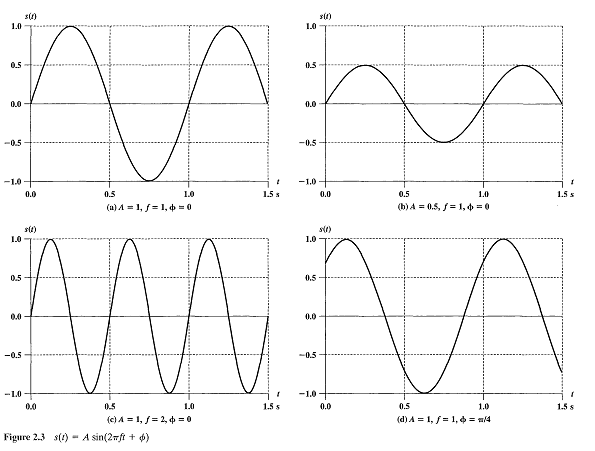 s(t)
1.0
0.5
0.0
−0.5
−1.0
0.0 0.5 1.0 1.5 s
t
(a) A = 1, f = 1, ϕ = 0
s(t)
1.0
0.5
0.0
−0.5
−1.0
0.0 0.5 1.0 1.5 s
t
(b) A = 0.5, f = 1, ϕ = 0
s(t)
1.0
0.5
0.0
−0.5
−1.0
0.0 0.5 1.0 1.5 s
t
(c) A = 1, f = 2, ϕ = 0
s(t)
1.0
0.5
0.0
−0.5
−1.0
0.0 0.5 1.0 1.5 s
t
(d) A = 1, f = 1, ϕ = π/4
Figure 2.3 s(t) = A sin(2πft + ϕ)